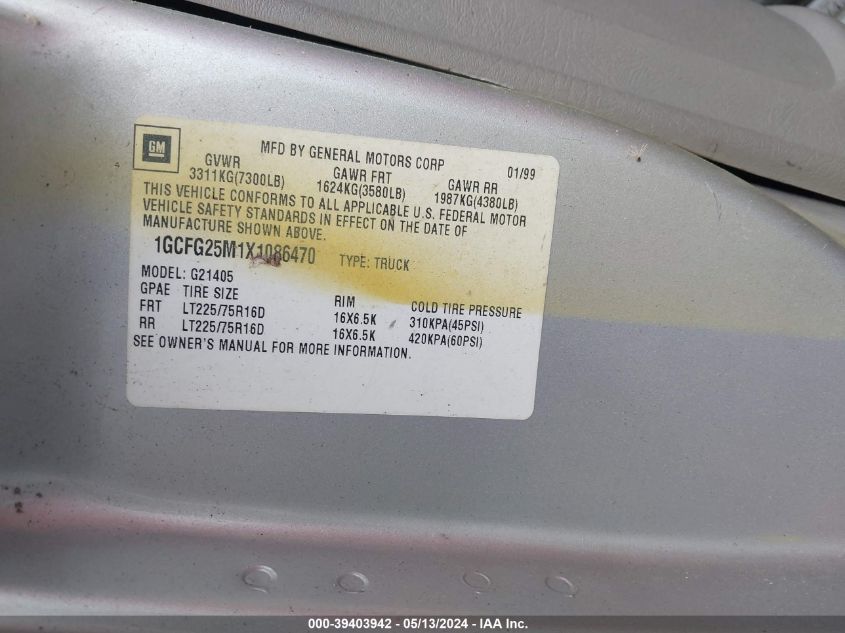 GM
MFD BY GENERAL MOTORS CORP 01/99
GVWR GAWR FRT GAWR RR
3311KG(7300LB) 1624KG(3580LB) 1987KG(4380LB)
THIS VEHICLE CONFORMS TO ALL APPLICABLE U.S. FEDERAL MOTOR
VEHICLE SAFETY STANDARDS IN EFFECT ON THE DATE OF
MANUFACTURE SHOWN ABOVE.
1GCFG25M1X1086470 TYPE: TRUCK
MODEL: G21405
GPAE TIRE SIZE RIM COLD TIRE PRESSURE
FRT LT225/75R16D 16X6.5K 310KPA(45PSI)
RR LT225/75R16D 16X6.5K 420KPA(60PSI)
SEE OWNER'S MANUAL FOR MORE INFORMATION.
000-39403942 - 05/13/2024 - IAA Inc.